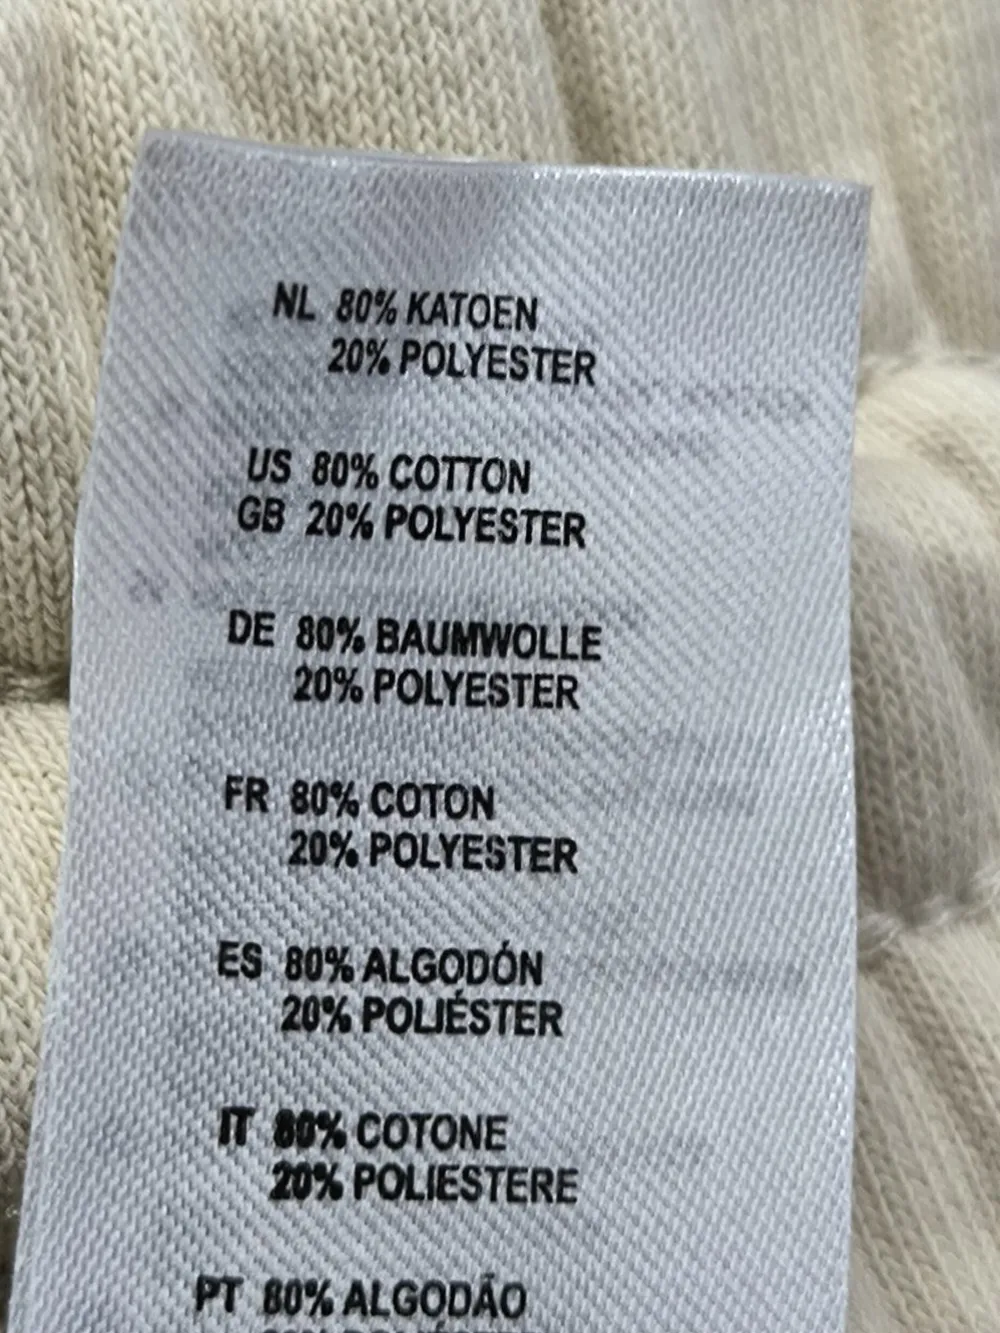 NL 80% KATOEN
20% POLYESTER
US 80% COTTON
GB 20% POLYESTER
DE 80% BAUMWOLLE
20% POLYESTER
FR 80% COTON
20% POLYESTER
ES 80% ALGODÓN
20% POLIÉSTER
IT 80% COTONE
20% POLIESTERE
PT 80% ALGODÃO